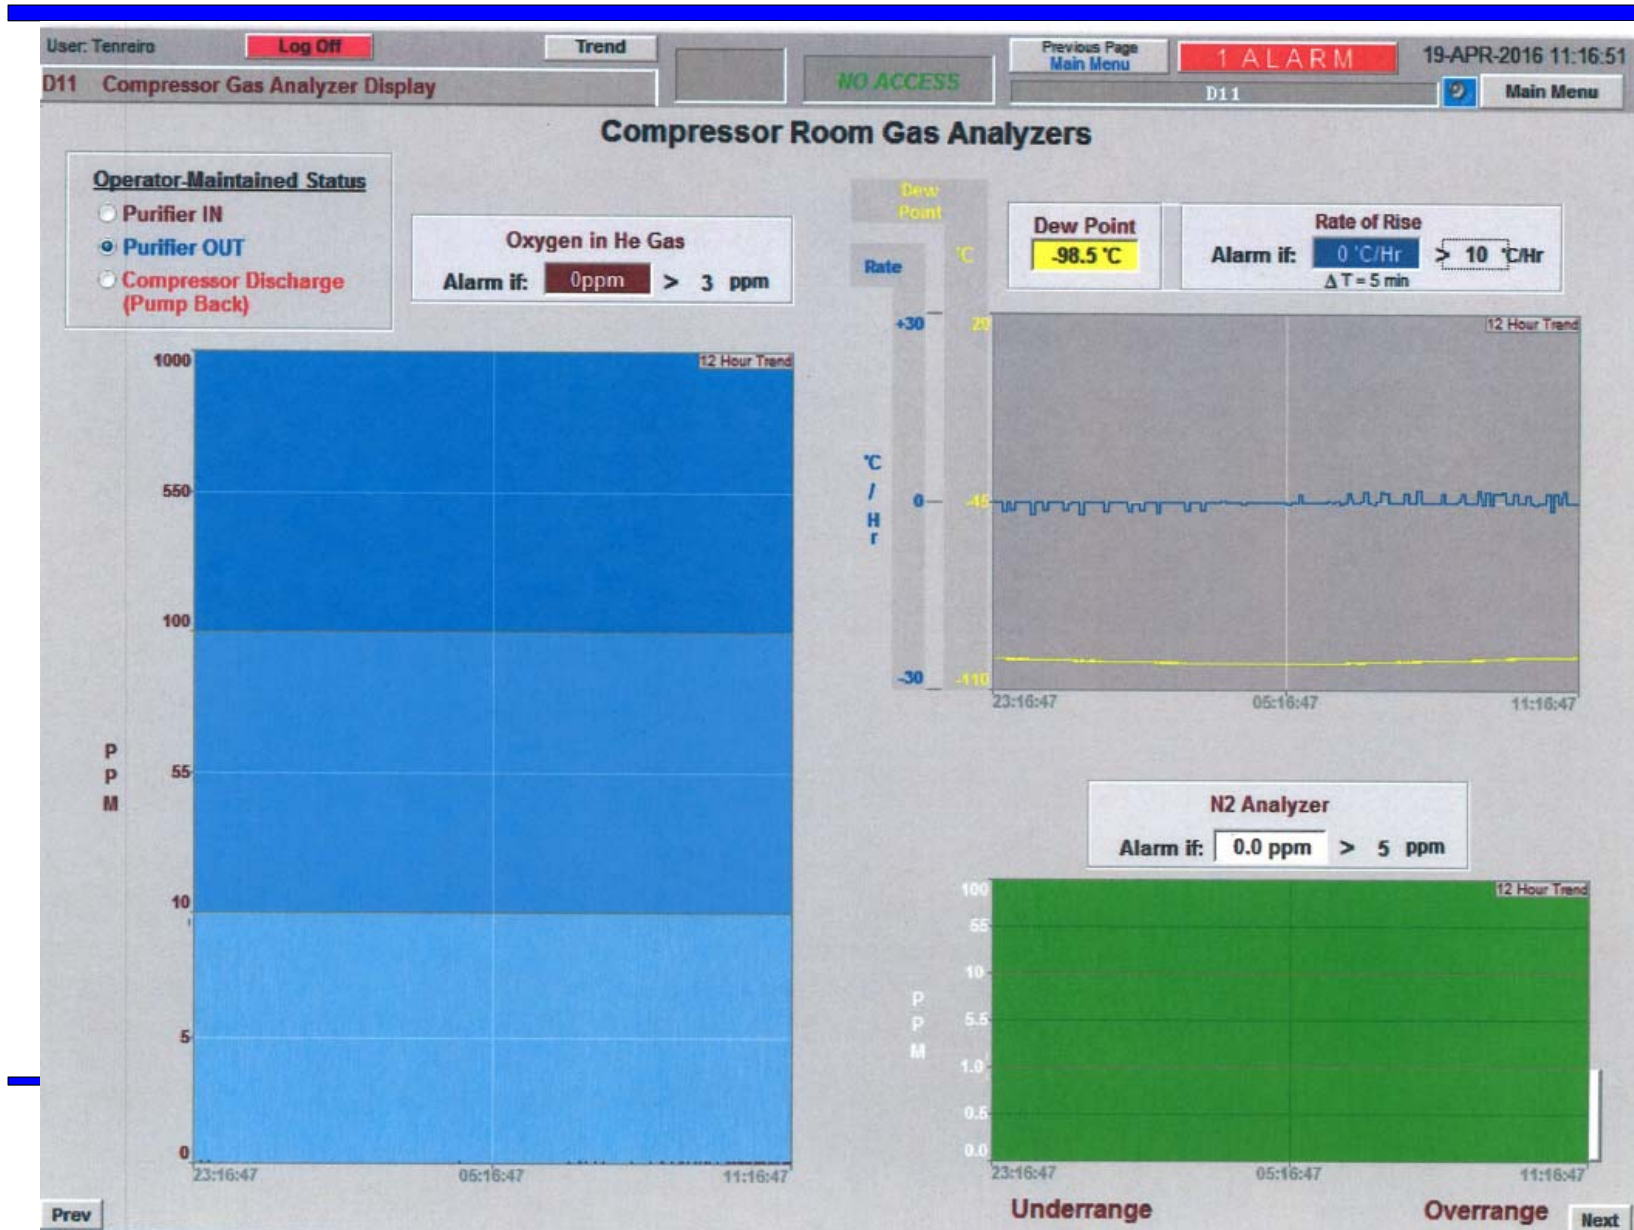 User: Tenreiro
Log Off
Trend
Previous Page
Main Menu
1 ALARM
19-APR-2016 11:16:51
D11 Compressor Gas Analyzer Display
NO ACCESS
D11
Main Menu
Compressor Room Gas Analyzers
Operator-Maintained Status
Purifier IN
Purifier OUT
Compressor Discharge
(Pump Back)
Oxygen in He Gas
Alarm if: 0ppm > 3 ppm
Dew
Point
°C
Rate
Dew Point
-98.5 °C
Rate of Rise
Alarm if: 0 °C/Hr > 10 °C/Hr
Δ T = 5 min
12 Hour Trend
1000
550
100
55
10
5
0
P
P
M
23:16:47 05:16:47 11:16:47
12 Hour Trend
+30 20
0 -45
-30 -110
°C
/
H
r
23:16:47 05:16:47 11:16:47
N2 Analyzer
Alarm if: 0.0 ppm > 5 ppm
12 Hour Trend
100
55
10
5.5
1.0
0.5
0.0
P
P
M
23:16:47 05:16:47 11:16:47
Underrange Overrange
Prev
Next